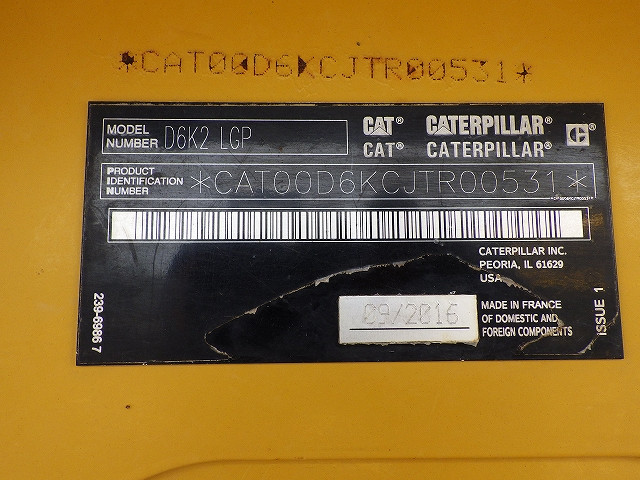 *CAT00D6KCJTR00531*
MODEL NUMBER D6K2 LGP
CAT® CATERPILLAR® C®
CAT® CATERPILLAR®
PRODUCT IDENTIFICATION NUMBER *CAT00D6KCJTR00531*
*CAT00D6KCJTR00531*
CATERPILLAR INC.
PEORIA, IL 61629
USA
09/2016
MADE IN FRANCE
OF DOMESTIC AND
FOREIGN COMPONENTS
239-6986 7
ISSUE 1